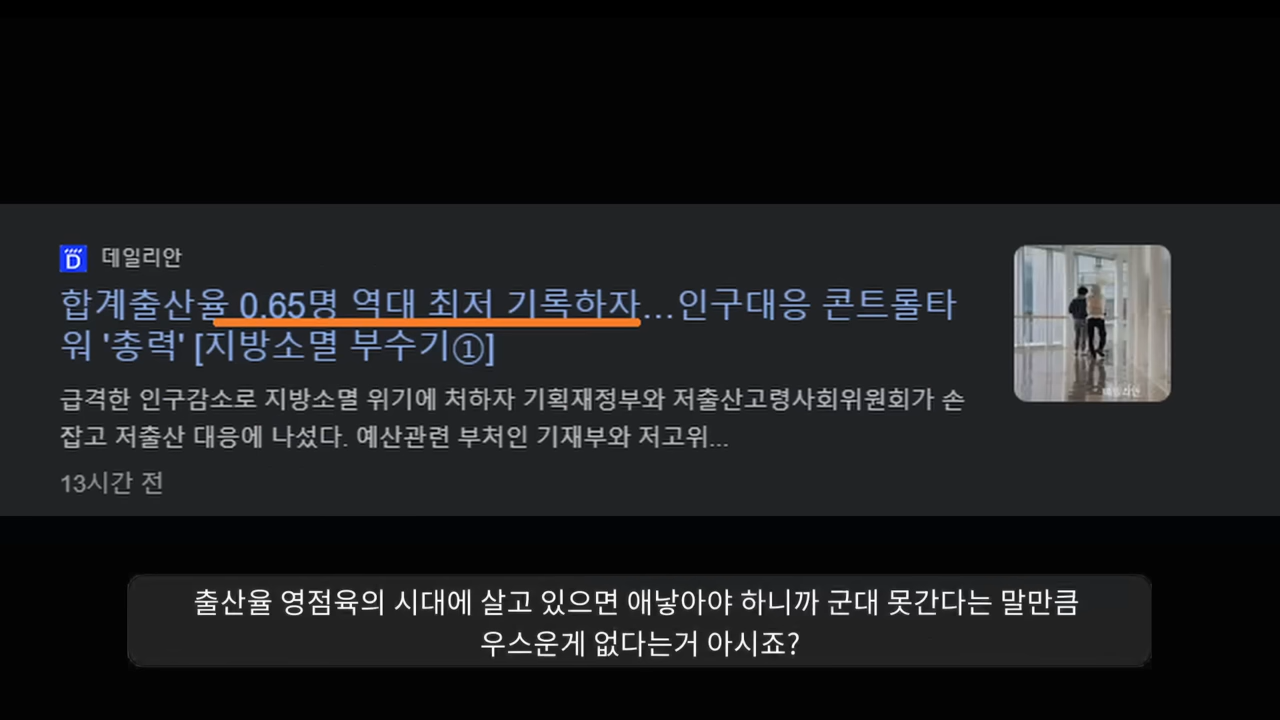 데일리안
합계출산율 0.65명 역대 최저 기록하자...인구대응 콘트롤타
워 '총력' [지방소멸 부수기①]
급격한 인구감소로 지방소멸 위기에 처하자 기획재정부와 저출산고령사회위원회가 손
잡고 저출산 대응에 나섰다. 예산관련 부처인 기재부와 저고위...
13시간 전
출산율 영점육의 시대에 살고 있으면 애낳아야 하니까 군대 못간다는 말만큼
우스운게 없다는거 아시죠?